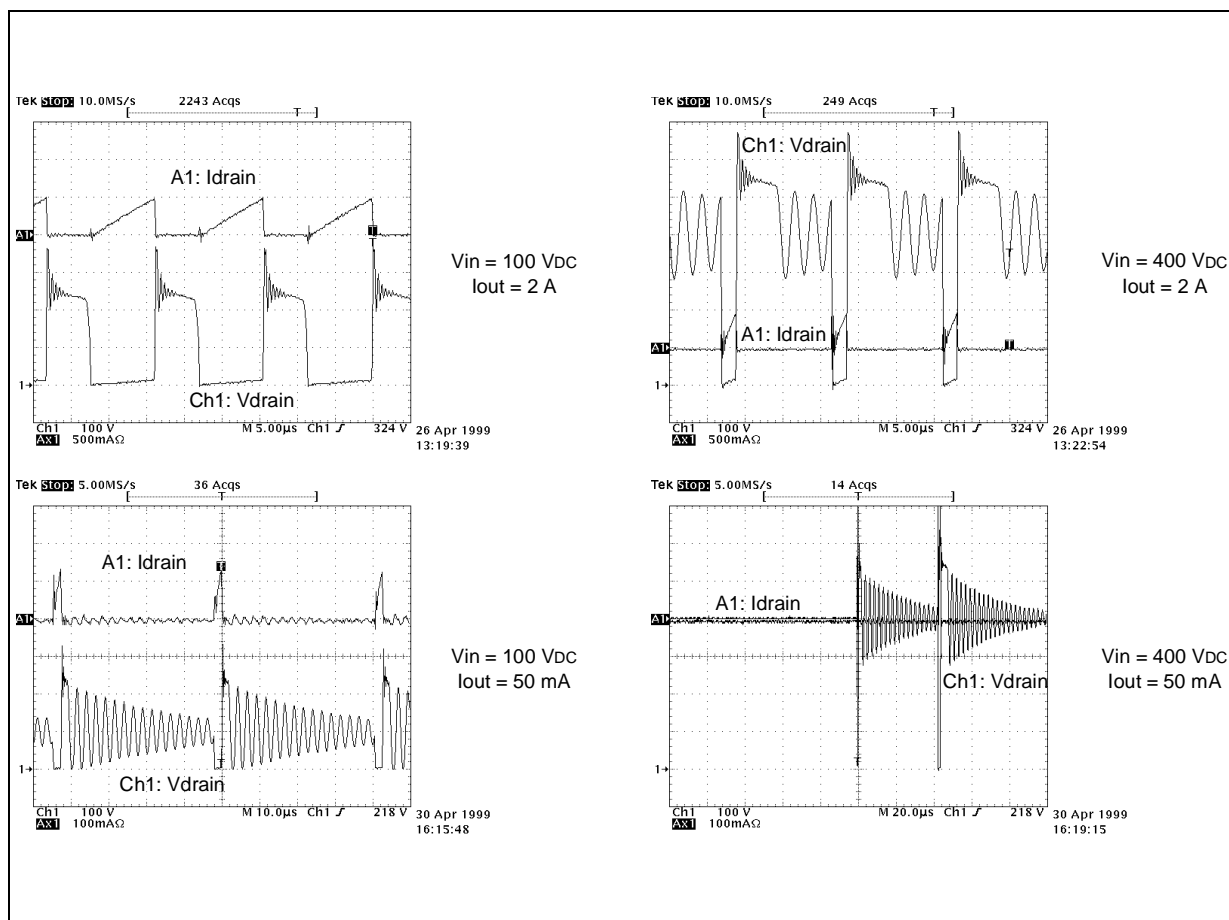 Tek Stop: 10.0MS/s 2243 Acqs
[ T ]
A1: Idrain
A1
T
1
Ch1: Vdrain
Ch1 100 V M 5.00µs Ch1 324 V
Ax1 500mAΩ
26 Apr 1999
13:19:39
Vin = 100 VDC
Iout = 2 A
Tek Stop: 10.0MS/s 249 Acqs
[ T ]
Ch1: Vdrain
T
A1: Idrain
A1
T
1
Ch1 100 V M 5.00µs Ch1 324 V
Ax1 500mAΩ
26 Apr 1999
13:22:54
Vin = 400 VDC
Iout = 2 A
Tek Stop: 5.00MS/s 36 Acqs
[ T ]
A1: Idrain
T
A1
1
Ch1: Vdrain
Ch1 100 V M 10.0µs Ch1 218 V
Ax1 100mAΩ
30 Apr 1999
16:15:48
Vin = 100 VDC
Iout = 50 mA
Tek Stop: 5.00MS/s 14 Acqs
[ T ]
A1: Idrain
A1
Ch1: Vdrain
T
1
Ch1 100 V M 20.0µs Ch1 218 V
Ax1 100mAΩ
30 Apr 1999
16:19:15
Vin = 400 VDC
Iout = 50 mA